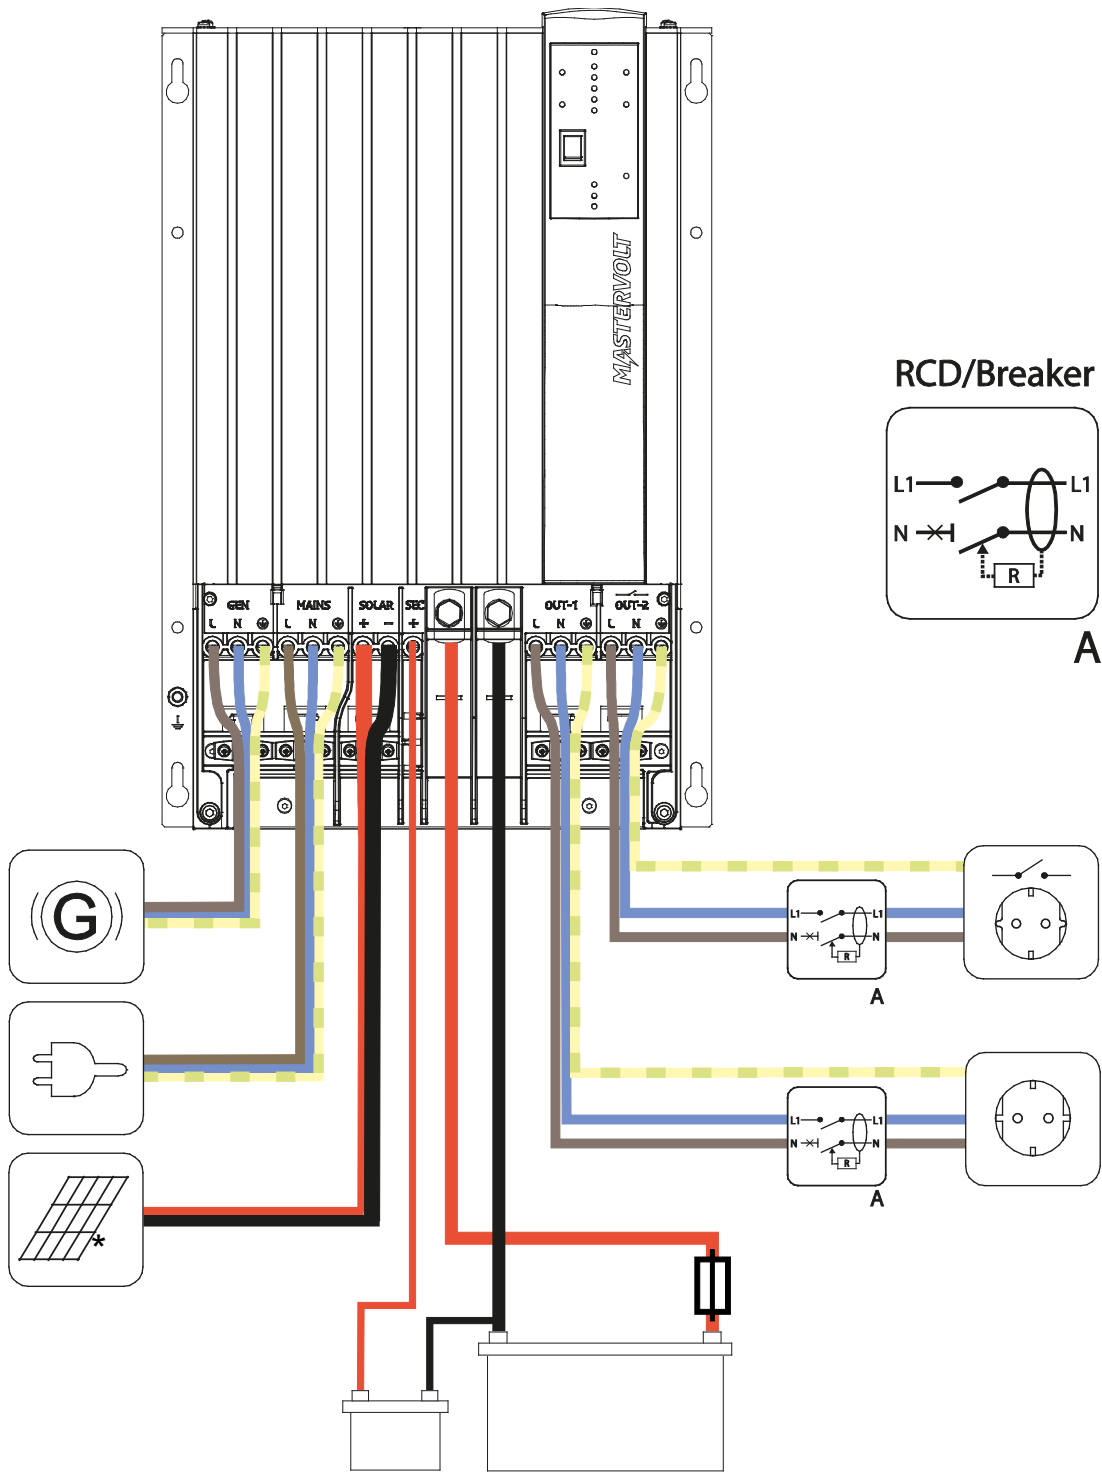 MASTERVOLT
RCD/Breaker
L1 L1
N N
R
A
GEN MAINS SOLAR SEC OUT-1 OUT-2
L N L N + - + L N L N
G
L1 L1
N N
R
A
L1 L1
N N
R
A
*